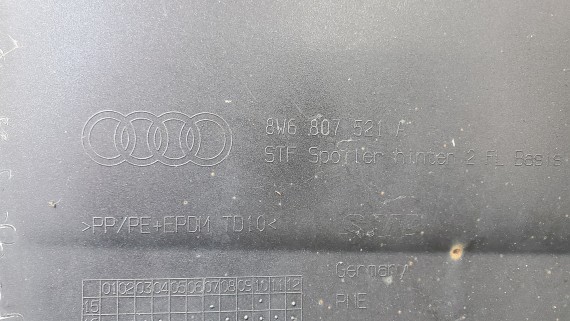 8W6 807 521 A
STF Spoiler hinten 2 FL Basis
>PP/PE+EPDM TD10<
Germany
01 02 03 04 05 06 07 08 09 10 11 12
15